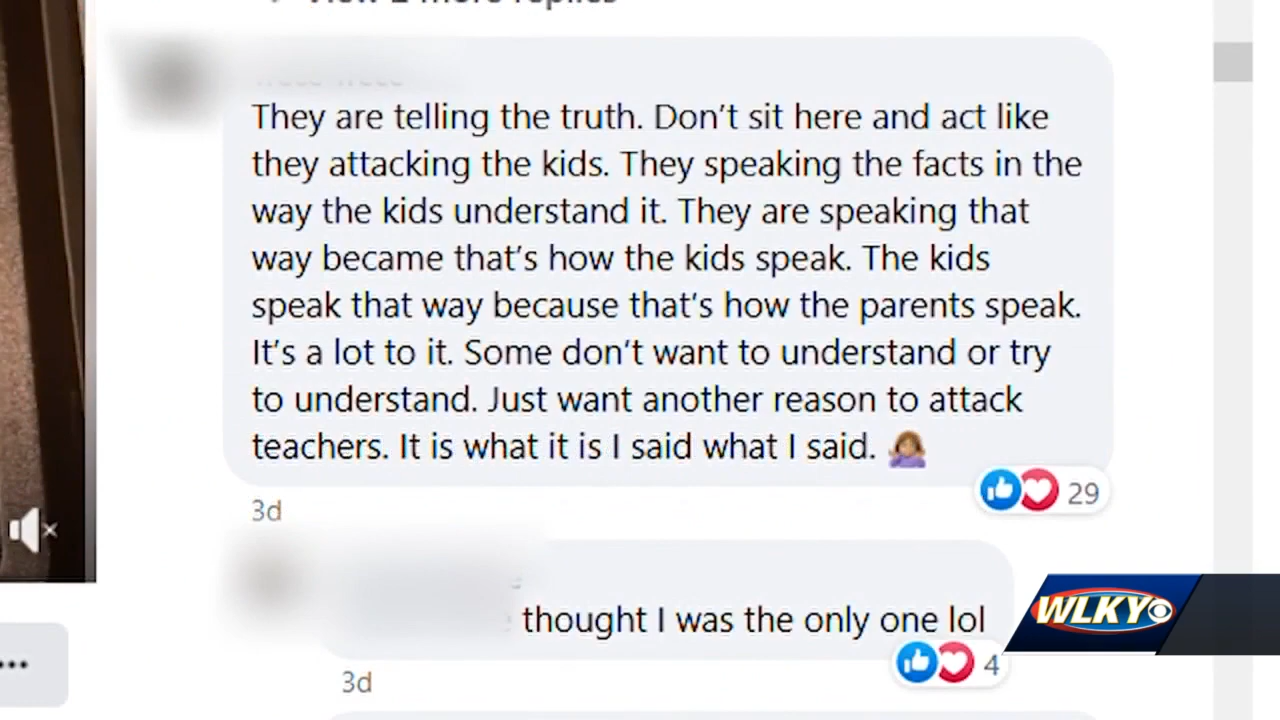 View 2 more replies
They are telling the truth. Don't sit here and act like
they attacking the kids. They speaking the facts in the
way the kids understand it. They are speaking that
way became that's how the kids speak. The kids
speak that way because that's how the parents speak.
It's a lot to it. Some don't want to understand or try
to understand. Just want another reason to attack
teachers. It is what it is I said what I said. 🤷🏽‍♀️
29
3d
thought I was the only one lol
4
3d
WLKY